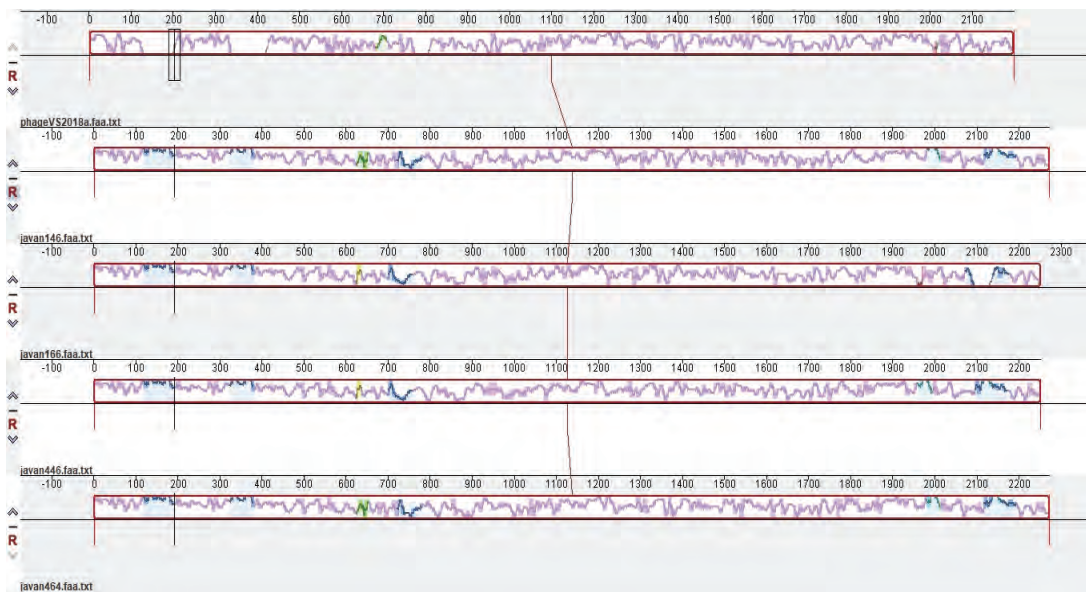 -100 0 100 200 300 400 500 600 700 800 900 1000 1100 1200 1300 1400 1500 1600 1700 1800 1900 2000 2100
R
phageVS2018a.faa.txt
-100 0 100 200 300 400 500 600 700 800 900 1000 1100 1200 1300 1400 1500 1600 1700 1800 1900 2000 2100 2200
R
javan146.faa.txt
-100 0 100 200 300 400 500 600 700 800 900 1000 1100 1200 1300 1400 1500 1600 1700 1800 1900 2000 2100 2200 2300
R
javan166.faa.txt
-100 0 100 200 300 400 500 600 700 800 900 1000 1100 1200 1300 1400 1500 1600 1700 1800 1900 2000 2100 2200
R
javan446.faa.txt
-100 0 100 200 300 400 500 600 700 800 900 1000 1100 1200 1300 1400 1500 1600 1700 1800 1900 2000 2100 2200
R
javan464.faa.txt